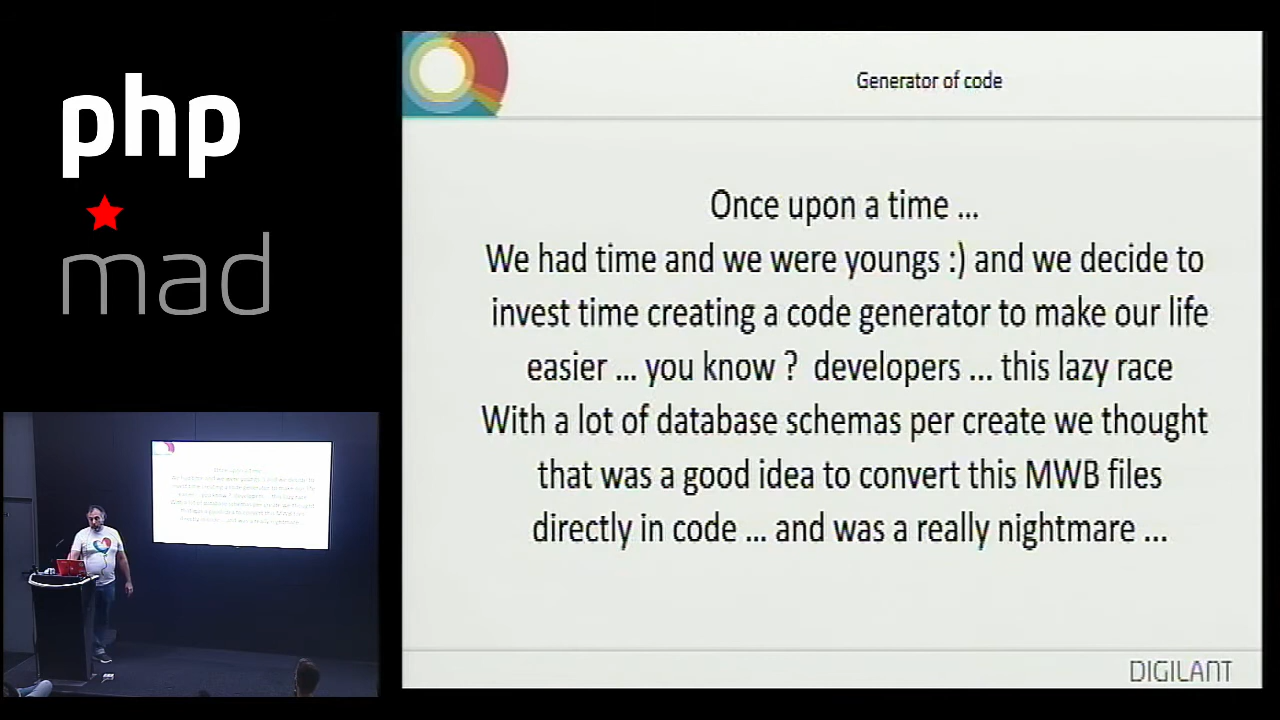 php
mad
Generator of code
Once upon a time ...
We had time and we were youngs :) and we decide to
invest time creating a code generator to make our life
easier ... you know ? developers ... this lazy race
With a lot of database schemas per create we thought
that was a good idea to convert this MWB files
directly in code ... and was a really nightmare ...
DIGILANT